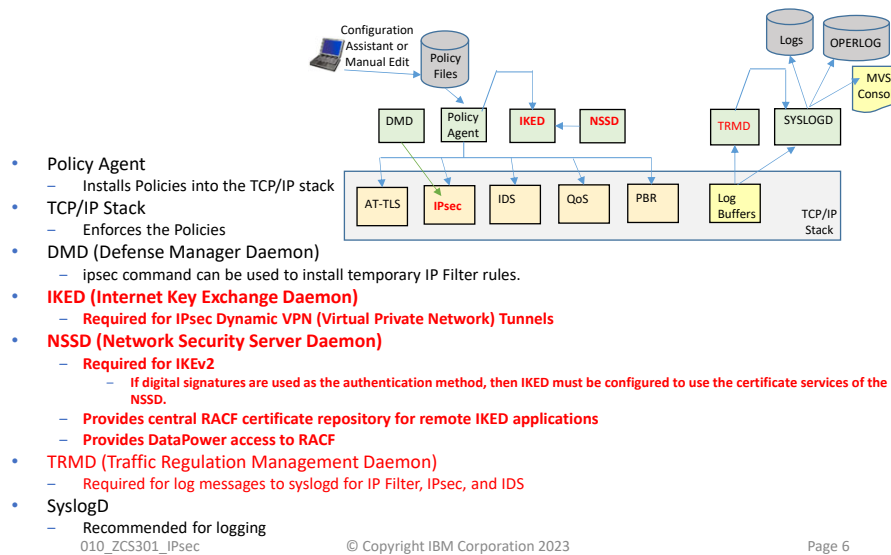 Configuration
Assistant or
Manual Edit
Policy
Files
Logs
OPERLOG
MVS
Conso
DMD
Policy
Agent
IKED
NSSD
TRMD
SYSLOGD
AT-TLS
IPsec
IDS
QoS
PBR
Log
Buffers
TCP/IP
Stack
• Policy Agent
– Installs Policies into the TCP/IP stack
• TCP/IP Stack
– Enforces the Policies
• DMD (Defense Manager Daemon)
– ipsec command can be used to install temporary IP Filter rules.
• IKED (Internet Key Exchange Daemon)
– Required for IPsec Dynamic VPN (Virtual Private Network) Tunnels
• NSSD (Network Security Server Daemon)
– Required for IKEv2
– If digital signatures are used as the authentication method, then IKED must be configured to use the certificate services of the
NSSD.
– Provides central RACF certificate repository for remote IKED applications
– Provides DataPower access to RACF
• TRMD (Traffic Regulation Management Daemon)
– Required for log messages to syslogd for IP Filter, IPsec, and IDS
• SyslogD
– Recommended for logging
010_ZCS301_IPsec
© Copyright IBM Corporation 2023
Page 6